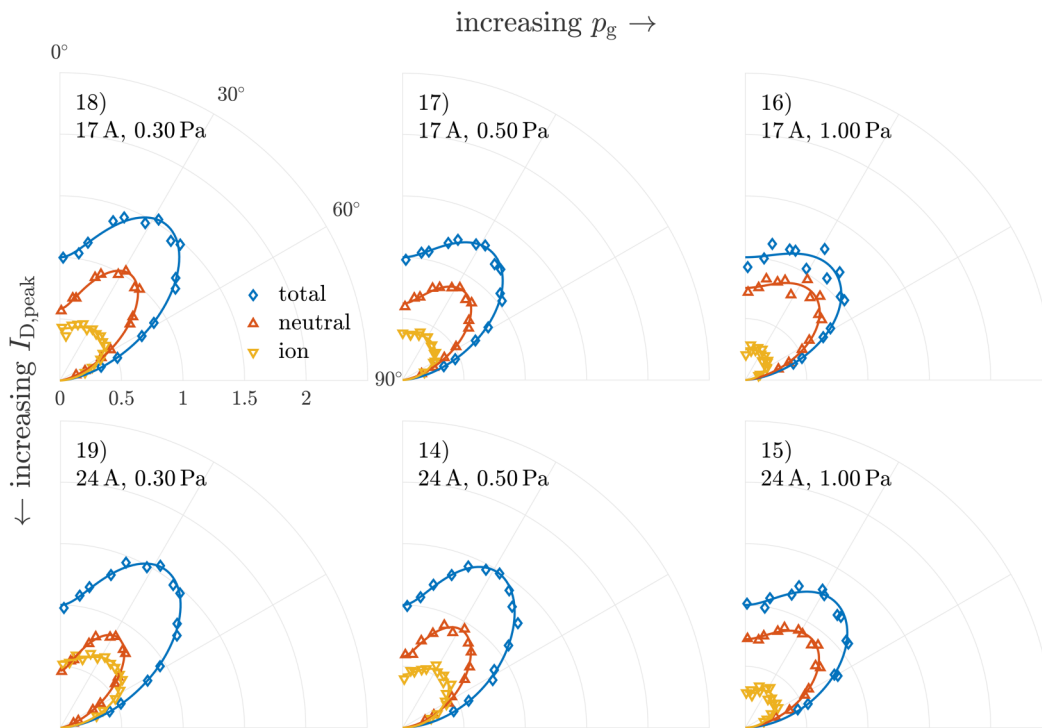 increasing p_g →
0°
30°
60°
90°
18)
17 A, 0.30 Pa
17)
17 A, 0.50 Pa
16)
17 A, 1.00 Pa
total
neutral
ion
0 0.5 1 1.5 2
← increasing I_D,peak
19)
24 A, 0.30 Pa
14)
24 A, 0.50 Pa
15)
24 A, 1.00 Pa